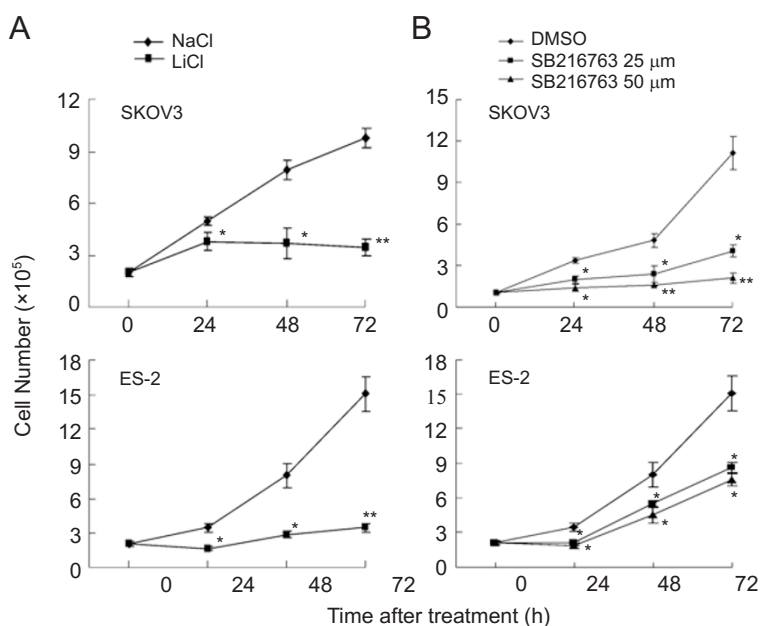 A
NaCl
LiCl
SKOV3
12
9
6
3
0
*
*
**
0 24 48 72
ES-2
18
15
12
9
6
3
0
*
*
**
0 24 48 72
B
DMSO
SB216763 25 μm
SB216763 50 μm
SKOV3
15
12
9
6
3
0
*
*
*
*
**
**
0 24 48 72
ES-2
18
15
12
9
6
3
0
*
*
*
*
*
*
0 24 48 72
Cell Number (×10⁵)
Time after treatment (h)